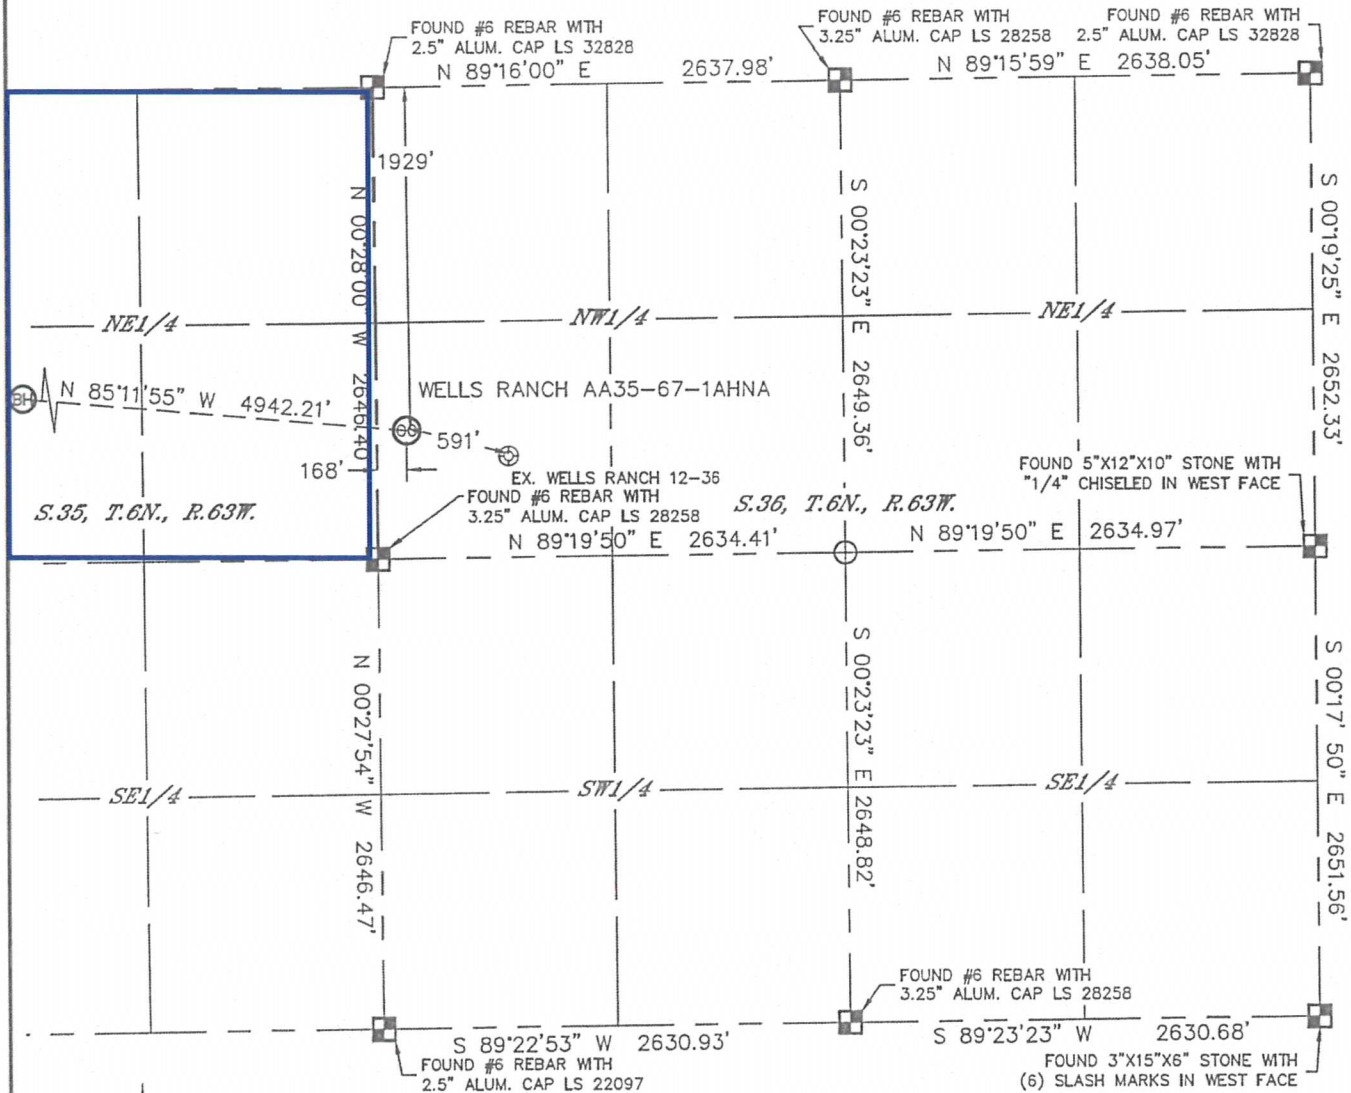 FOUND #6 REBAR WITH
2.5" ALUM. CAP LS 32828
FOUND #6 REBAR WITH
3.25" ALUM. CAP LS 28258
FOUND #6 REBAR WITH
2.5" ALUM. CAP LS 32828
N 89°16'00" E 2637.98'
N 89°15'59" E 2638.05'
1929'
N 00°28'00 W 2646.40
S 00°23'23" E 2649.36'
S 00°19'25" E 2652.33'
NE1/4
NW1/4
NE1/4
BH
N 85°11'55" W 4942.21'
WELLS RANCH AA35-67-1AHNA
591'
168'
EX. WELLS RANCH 12-36
FOUND #6 REBAR WITH
3.25" ALUM. CAP LS 28258
FOUND 5"X12"X10" STONE WITH
"1/4" CHISELED IN WEST FACE
S.35, T.6N., R.63W.
S.36, T.6N., R.63W.
N 89°19'50" E 2634.41'
N 89°19'50" E 2634.97'
N 00°27'54" W 2646.47'
S 00°23'23" E 2648.82'
S 00°17' 50" E 2651.56'
SE1/4
SW1/4
SE1/4
FOUND #6 REBAR WITH
3.25" ALUM. CAP LS 28258
S 89°22'53" W 2630.93'
S 89°23'23" W 2630.68'
FOUND #6 REBAR WITH
2.5" ALUM. CAP LS 22097
FOUND 3"X15"X6" STONE WITH
(6) SLASH MARKS IN WEST FACE